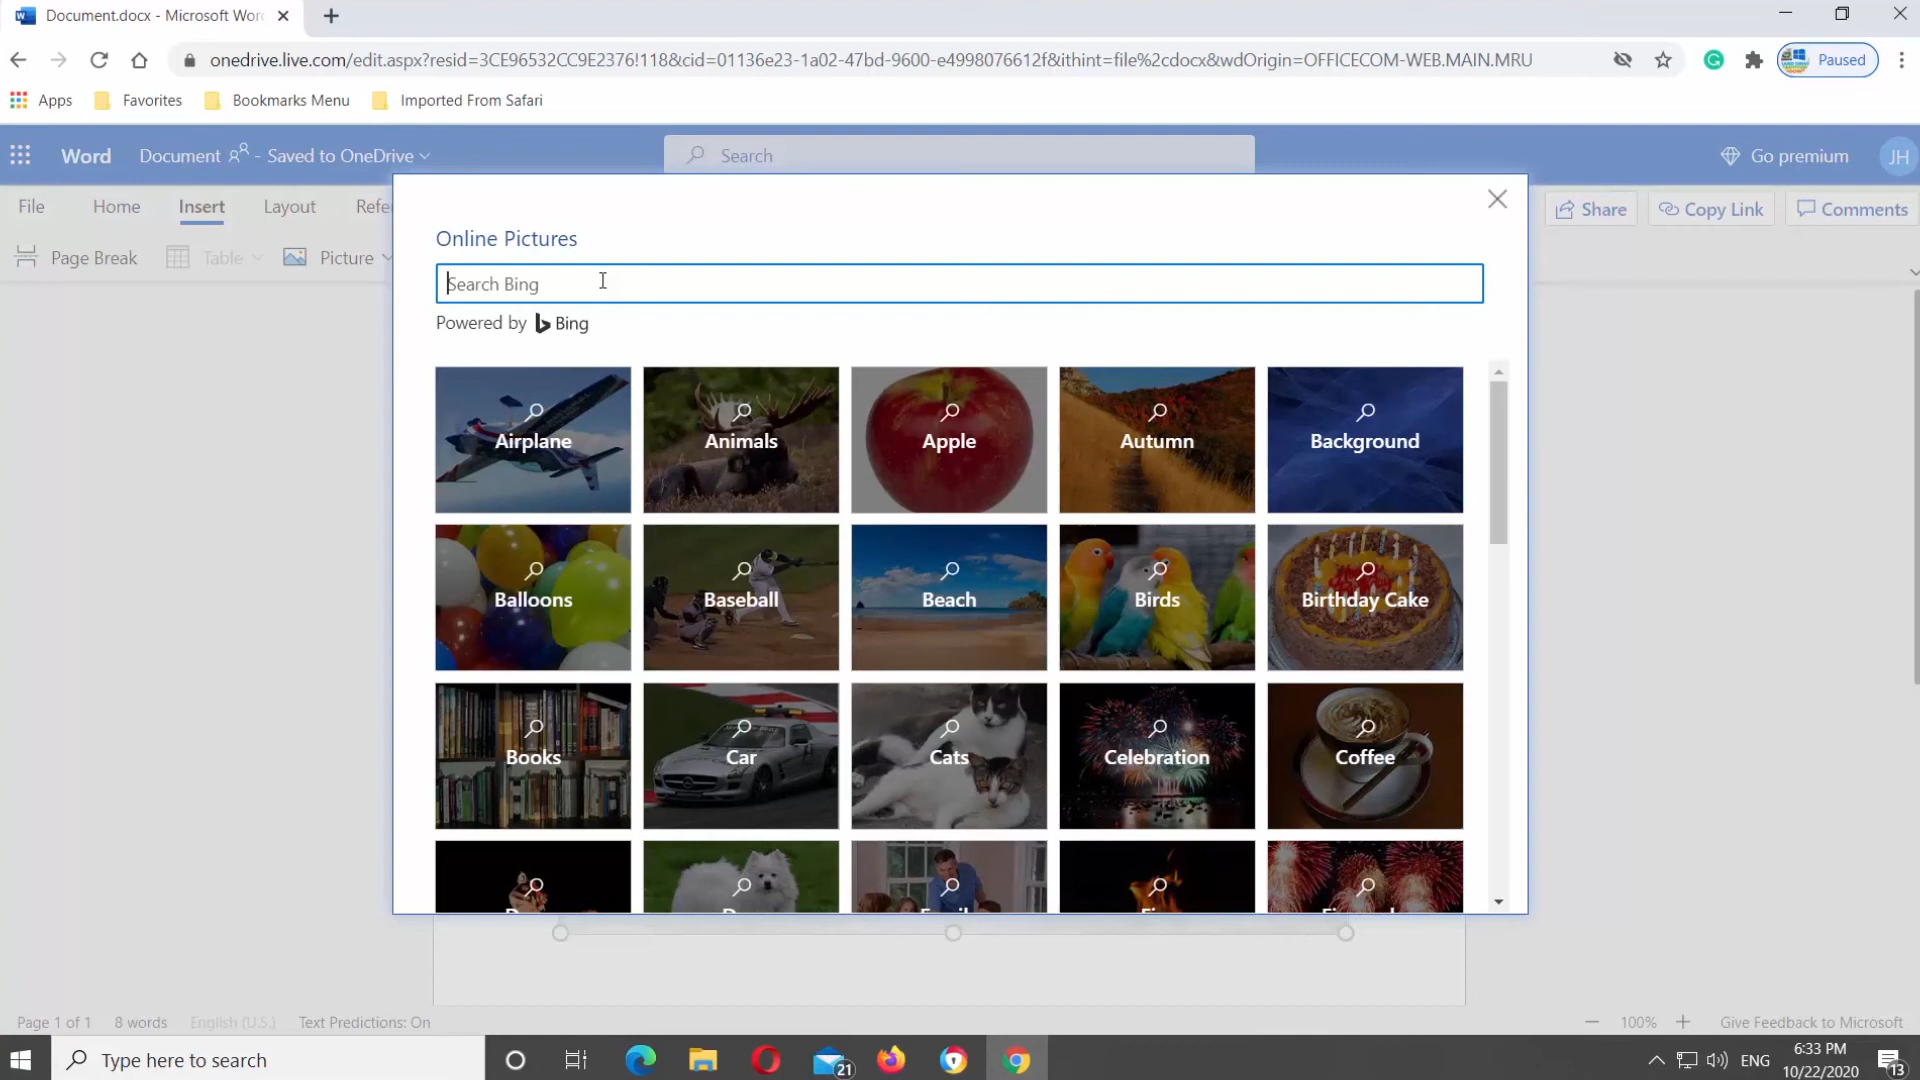 Document.docx - Microsoft Wor
onedrive.live.com/edit.aspx?resid=3CE96532CC9E2376!118&cid=01136e23-1a02-47bd-9600-e4998076612f&ithint=file%2cdocx&wdOrigin=OFFICECOM-WEB.MAIN.MRU
Paused
Apps Favorites Bookmarks Menu Imported From Safari
Word Document - Saved to OneDrive Search Go premium JH
File Home Insert Layout Refe Share Copy Link Comments
Page Break Table Picture
Online Pictures
Search Bing
Powered by Bing
Airplane Animals Apple Autumn Background
Balloons Baseball Beach Birds Birthday Cake
Books Car Cats Celebration Coffee
Page 1 of 1 8 words English (U.S.) Text Predictions: On 100% Give Feedback to Microsoft
Type here to search 21 ENG 6:33 PM
10/22/2020 13